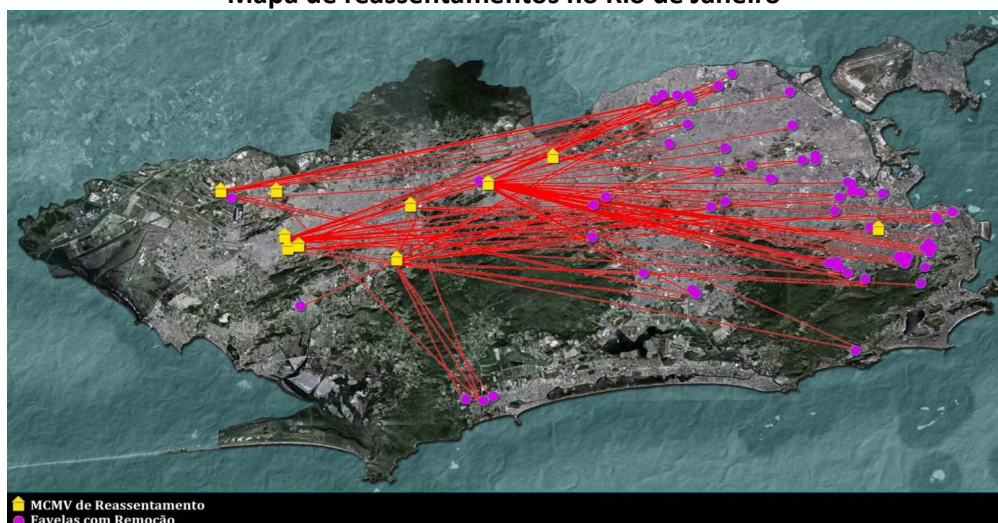 Mapa de reassentamentos no Rio de Janeiro
MCMV de Reassentamento
Favelas com Remoção